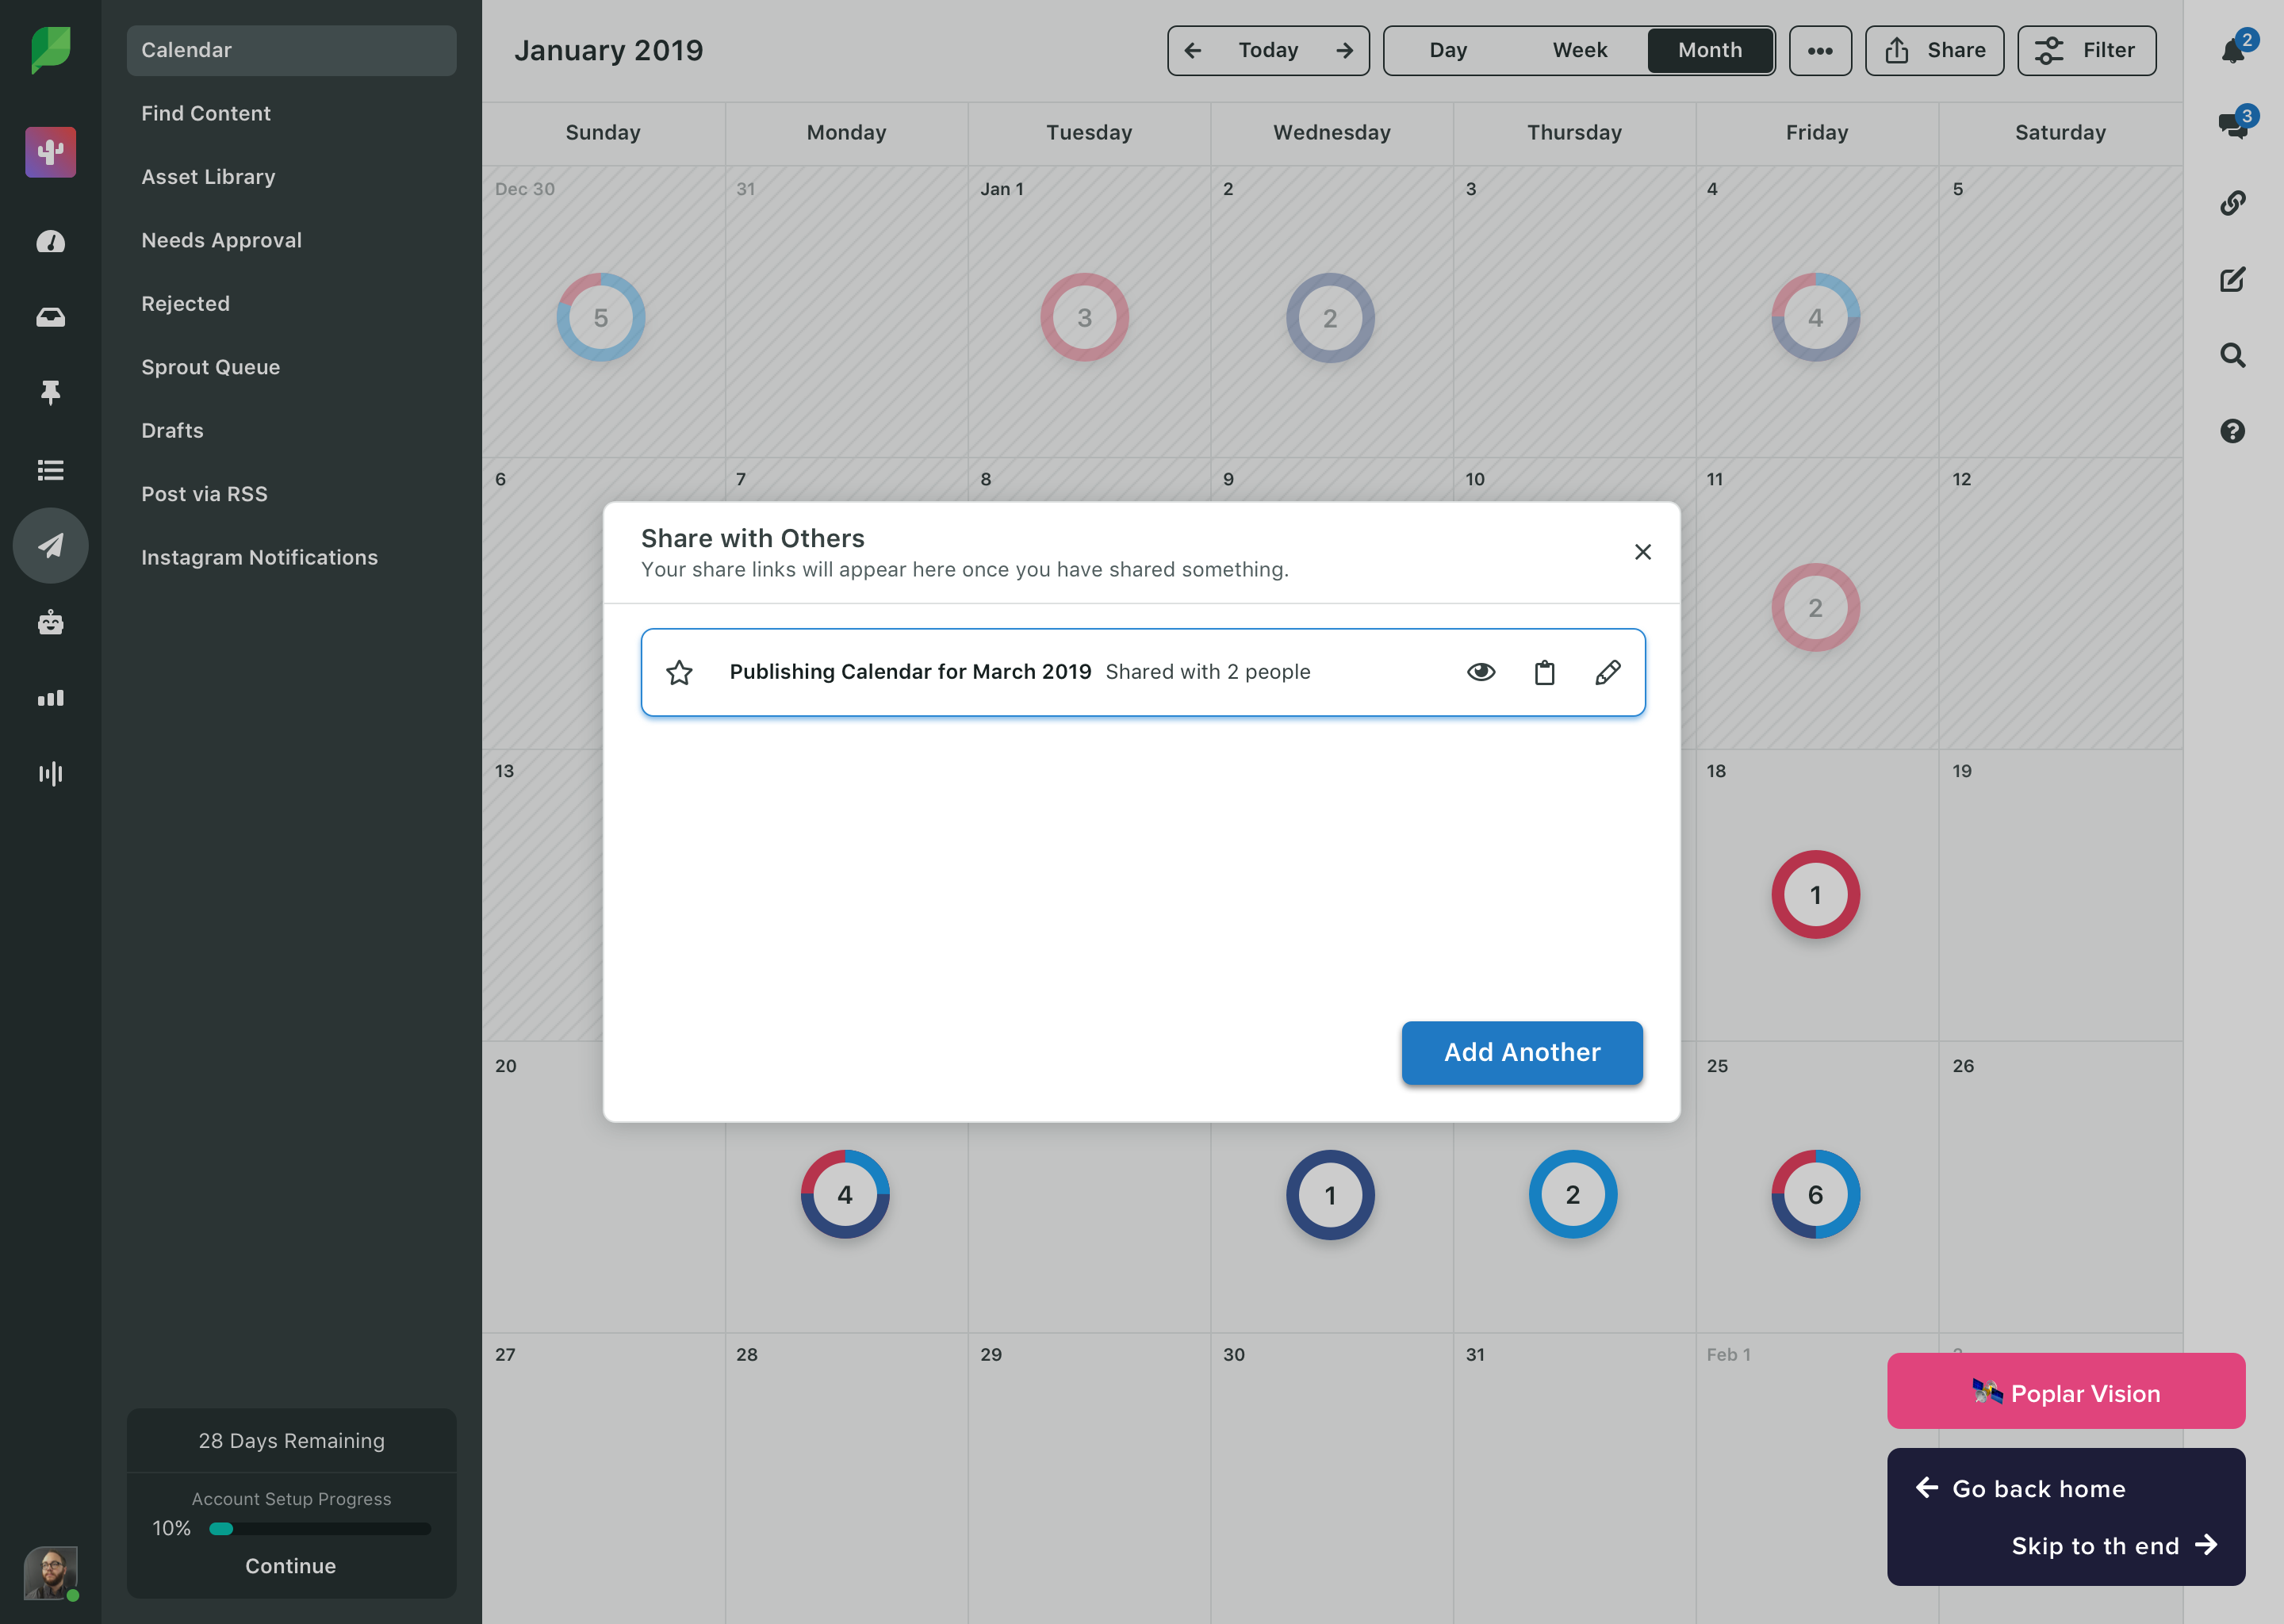 Calendar
Find Content
Asset Library
Needs Approval
Rejected
Sprout Queue
Drafts
Post via RSS
Instagram Notifications
28 Days Remaining
Account Setup Progress
10%
Continue
January 2019
Today
Day Week Month
Share
Filter
2
3
Sunday Monday Tuesday Wednesday Thursday Friday Saturday
Dec 30 31 Jan 1 2 3 4 5
5 3 2 4
6 7 8 9 10 11 12
2
Share with Others
Your share links will appear here once you have shared something.
Publishing Calendar for March 2019 Shared with 2 people
Add Another
13 18 19
1
20 25 26
4 1 2 6
27 28 29 30 31 Feb 1
Poplar Vision
Go back home
Skip to th end